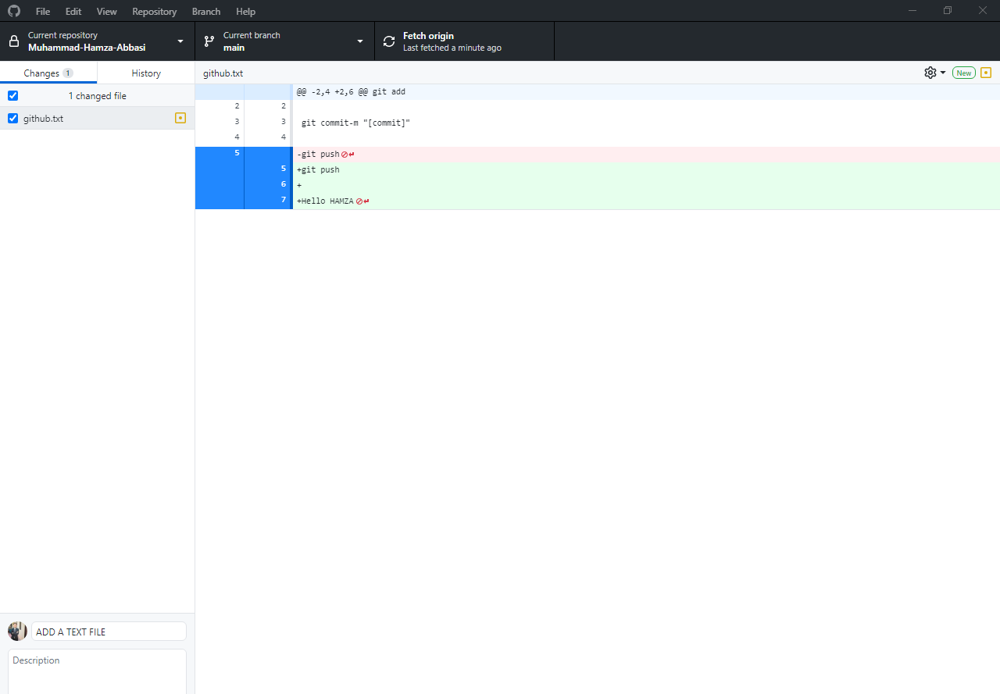 File Edit View Repository Branch Help
Current repository
Muhammad-Hamza-Abbasi
Current branch
main
Fetch origin
Last fetched a minute ago
Changes 1
History
1 changed file
github.txt
ADD A TEXT FILE
Description
github.txt
New
@@ -2,4 +2,6 @@ git add
2 2
3 3 git commit-m "[commit]"
4 4
5 -git push
5 +git push
6 +
7 +Hello HAMZA